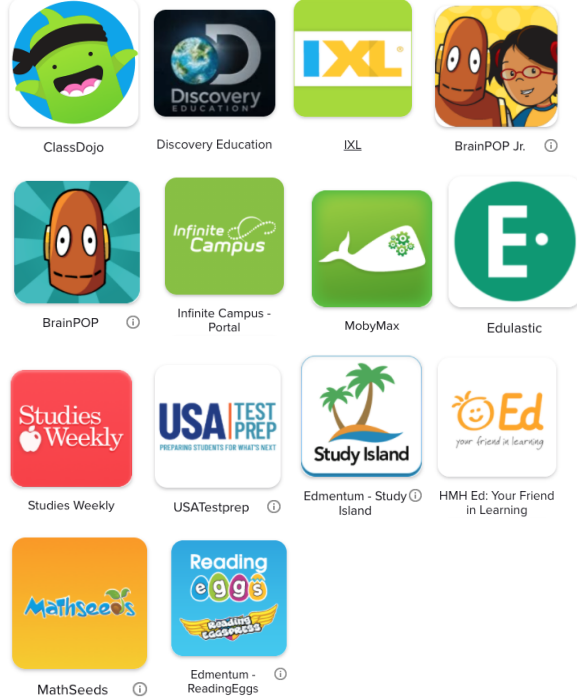 DISCOVERY
EDUCATION
IXL
ClassDojo
Discovery Education
IXL
BrainPOP Jr.
Infinite
Campus
E
BrainPOP
Infinite Campus -
Portal
MobyMax
Edulastic
Studies
Weekly
USA TEST
PREP
PREPARING STUDENTS FOR WHAT'S NEXT
Study Island
Ed
your friend in learning
Studies Weekly
USATestprep
Edmentum - Study
Island
HMH Ed: Your Friend
in Learning
Mathseeds
Reading
eggs
Reading
Eggspress
MathSeeds
Edmentum -
ReadingEggs